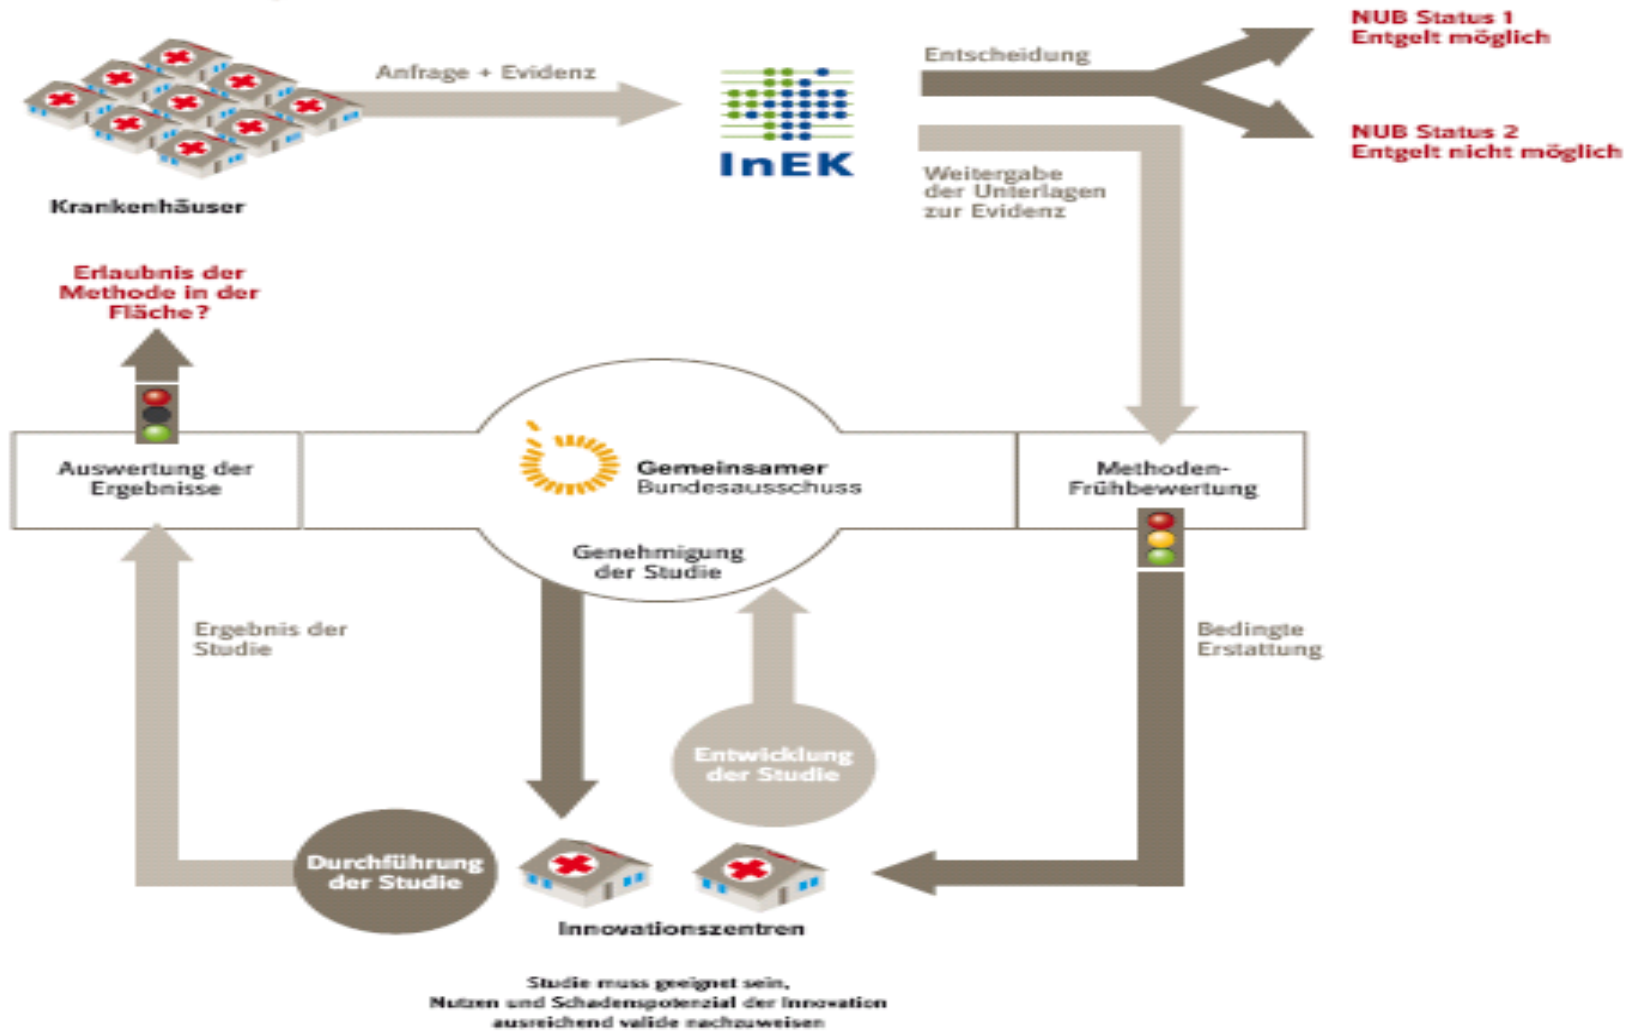 NUB Status 1
Entgelt möglich
Entscheidung
Anfrage + Evidenz
InEK
NUB Status 2
Entgelt nicht möglich
Weitergabe
der Unterlagen
zur Evidenz
Krankenhäuser
Erlaubnis der
Methode in der
Fläche?
Auswertung der
Ergebnisse
Gemeinsamer
Bundesausschuss
Methoden-
Frühbewertung
Genehmigung
der Studie
Ergebnis der
Studie
Bedingte
Erstattung
Entwicklung
der Studie
Durchführung
der Studie
Innovationszentren
Studie muss geeignet sein,
Nutzen und Schadenspotenzial der Innovation
ausreichend valide nachzuweisen